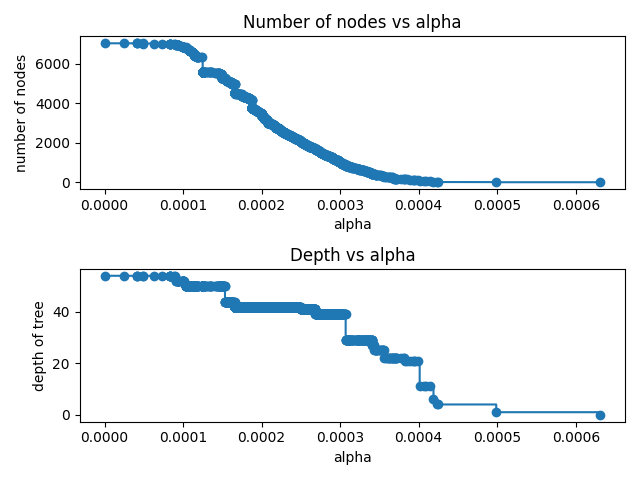 Number of nodes vs alpha
number of nodes
6000
4000
2000
0
0.0000 0.0001 0.0002 0.0003 0.0004 0.0005 0.0006
alpha
Depth vs alpha
depth of tree
40
20
0
0.0000 0.0001 0.0002 0.0003 0.0004 0.0005 0.0006
alpha